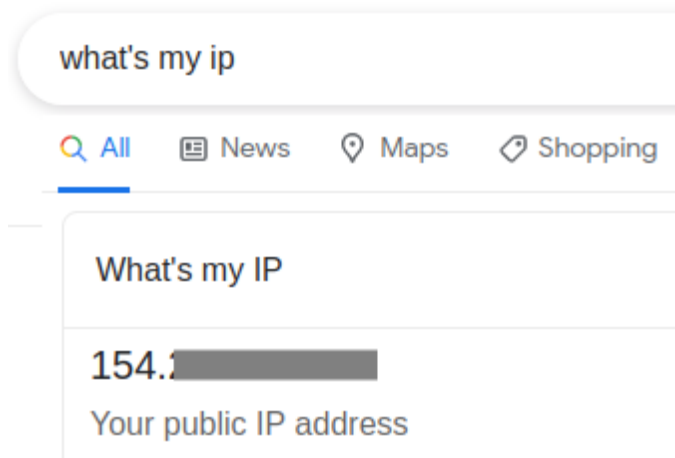 what's my ip
All News Maps Shopping
What's my IP
154.
Your public IP address